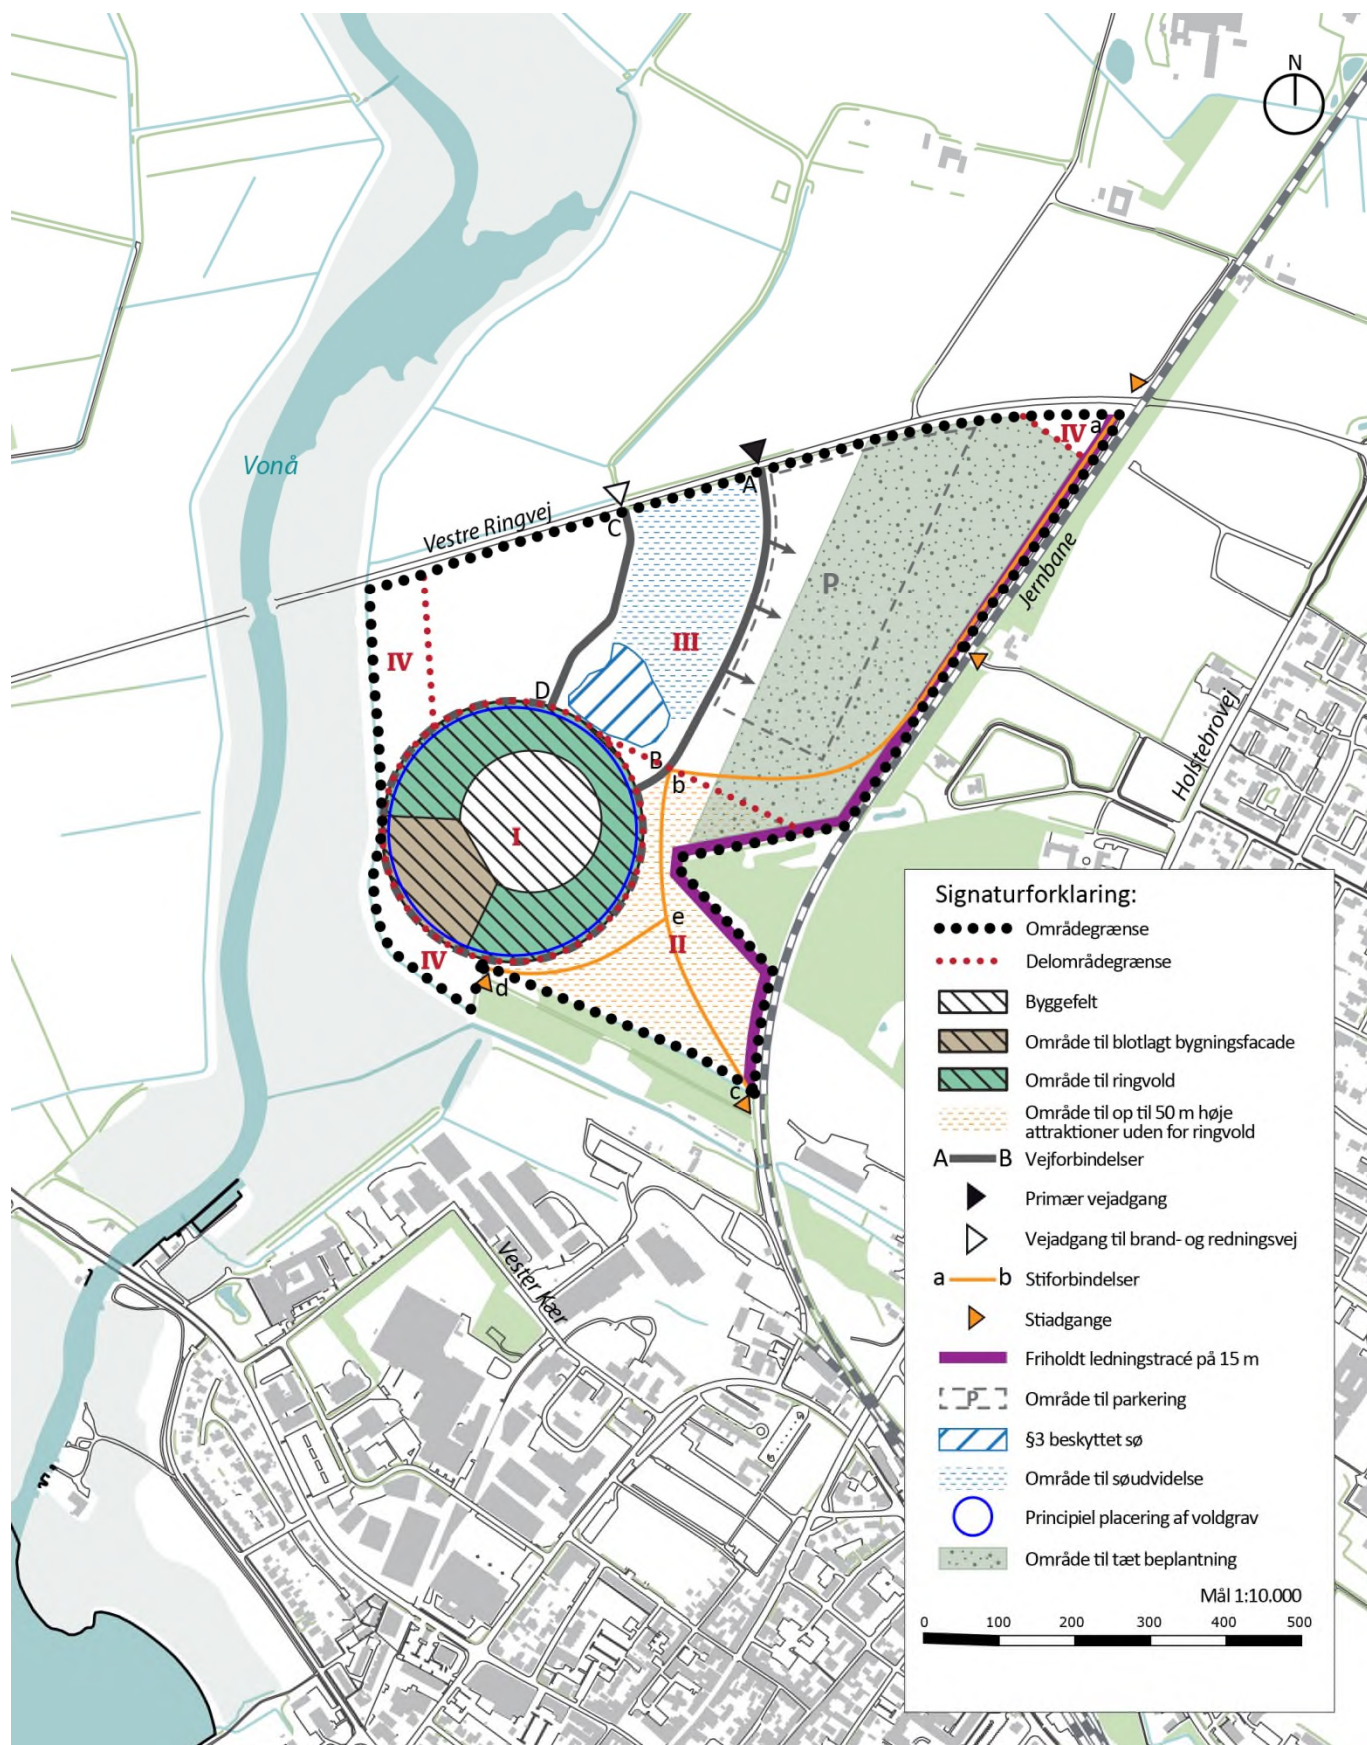 N
Vonå
Vestre Ringvej
A
C
IV
a
Jernbane
P
III
IV
D
B
b
Holstebrovej
I
e
II
IV
d
c
Vester Kær
Signaturforklaring:
Områdegrænse
Delområdegrænse
Byggefelt
Område til blotlagt bygningsfacade
Område til ringvold
Område til op til 50 m høje
attraktioner uden for ringvold
A B Vejforbindelser
Primær vejadgang
Vejadgang til brand- og redningsvej
a b Stiforbindelser
Stiadgange
Friholdt ledningstracé på 15 m
P Område til parkering
§3 beskyttet sø
Område til søudvidelse
Principiel placering af voldgrav
Område til tæt beplantning
Mål 1:10.000
0 100 200 300 400 500